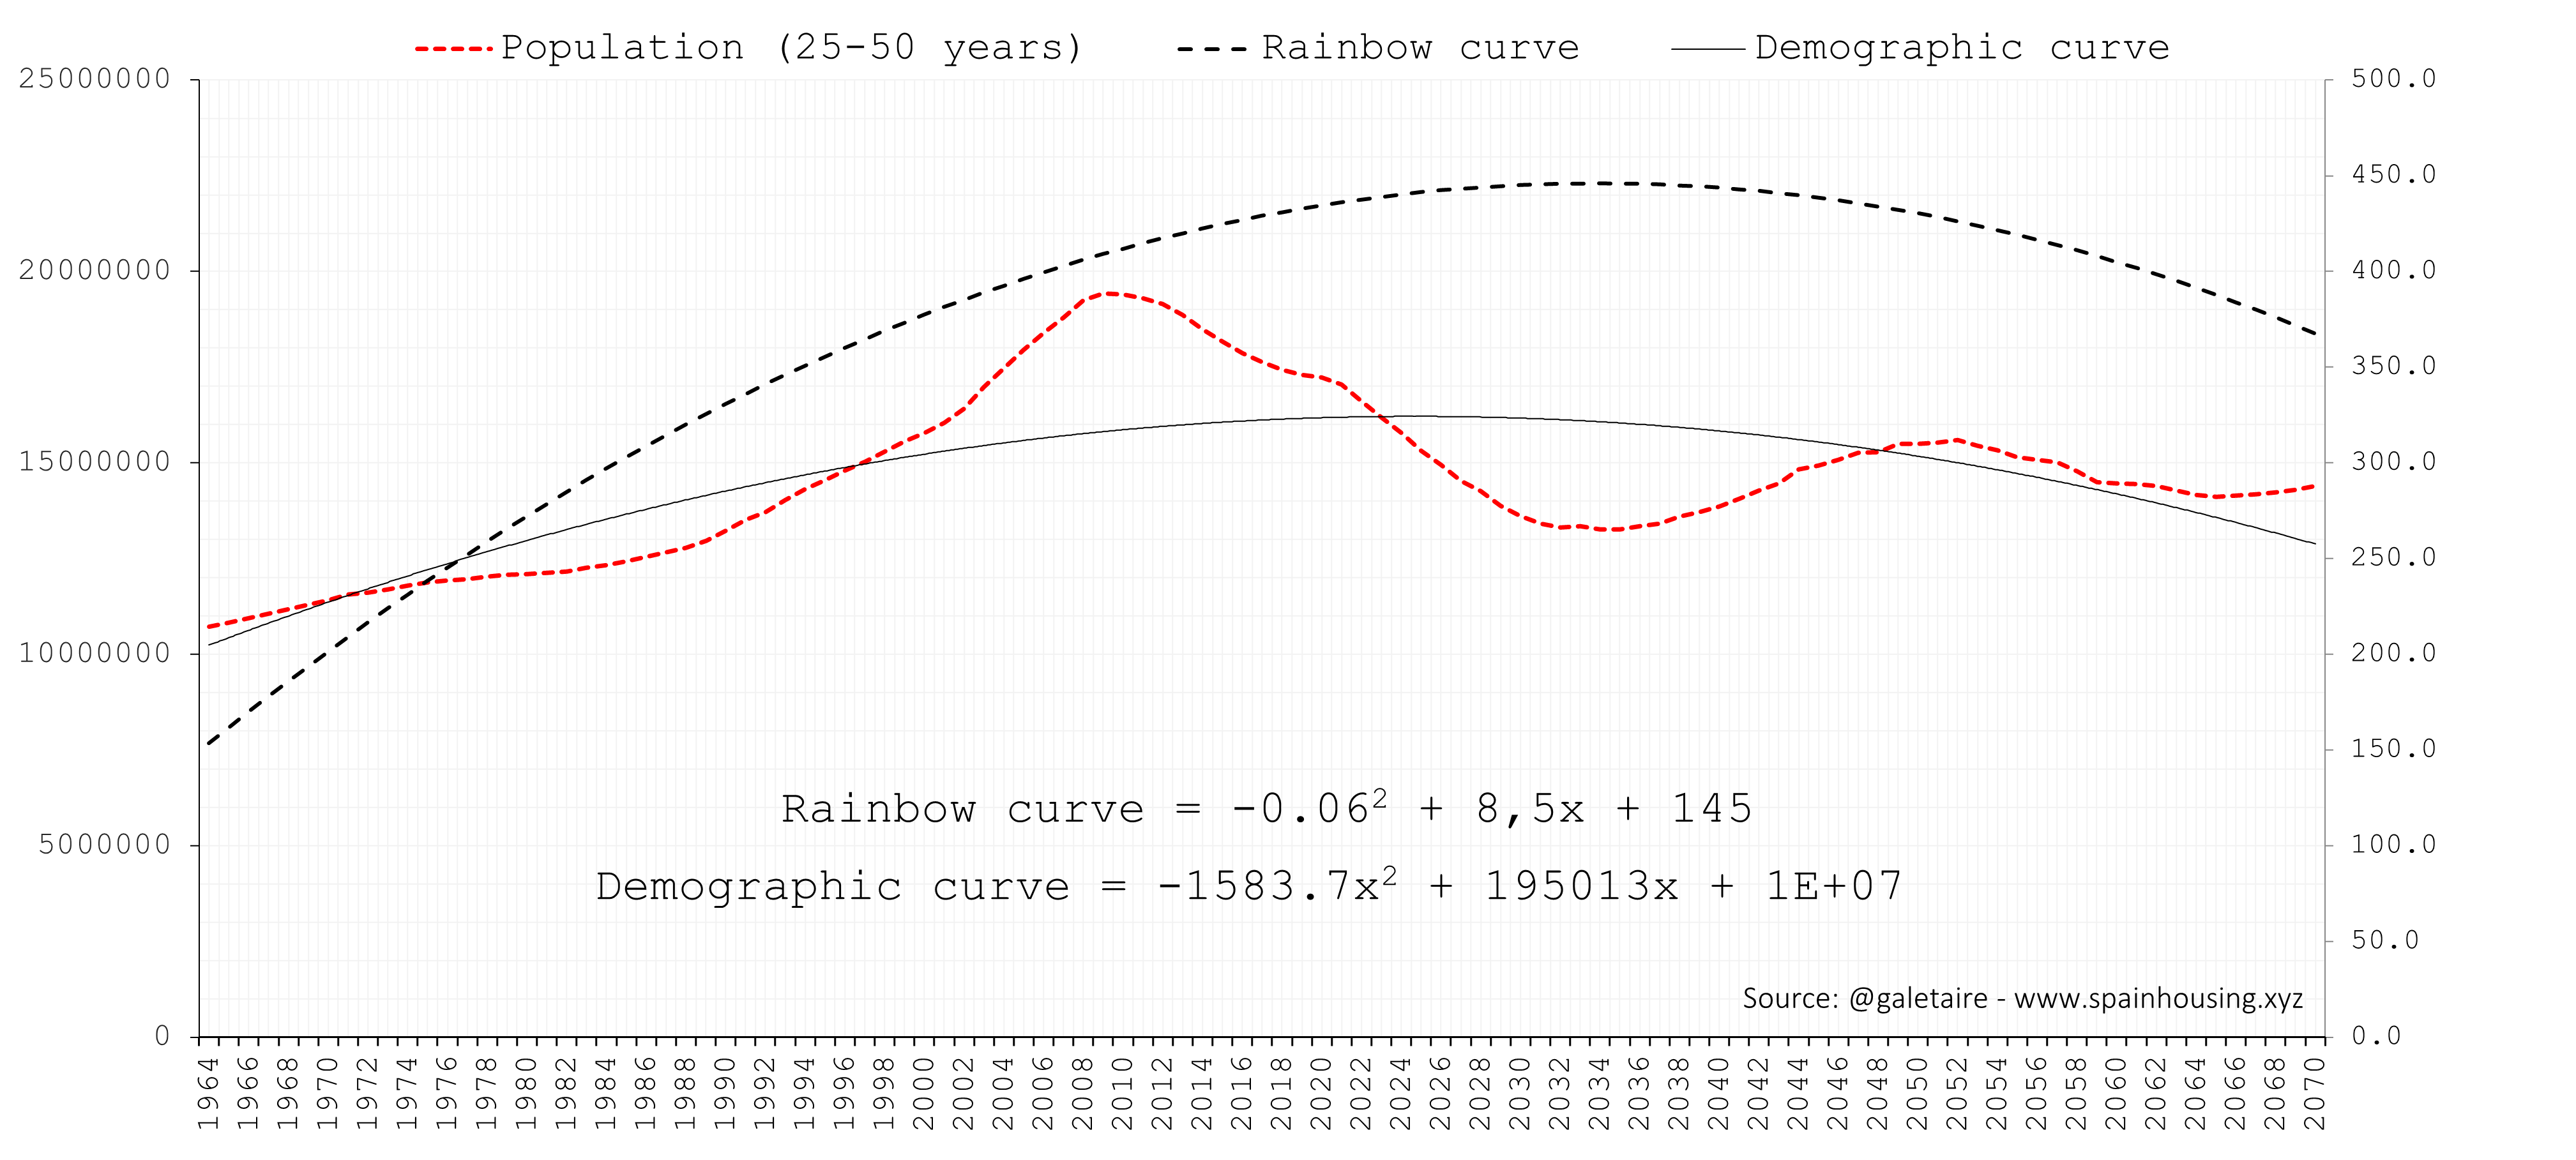 Population (25-50 years) Rainbow curve Demographic curve
25000000 500.0
450.0
20000000 400.0
350.0
15000000 300.0
250.0
10000000 200.0
150.0
Rainbow curve = -0.06² + 8,5x + 145
5000000 100.0
Demographic curve = -1583.7x² + 195013x + 1E+07
50.0
Source: @galetaire - www.spainhousing.xyz
0 0.0
1964 1966 1968 1970 1972 1974 1976 1978 1980 1982 1984 1986 1988 1990 1992 1994 1996 1998 2000 2002 2004 2006 2008 2010 2012 2014 2016 2018 2020 2022 2024 2026 2028 2030 2032 2034 2036 2038 2040 2042 2044 2046 2048 2050 2052 2054 2056 2058 2060 2062 2064 2066 2068 2070